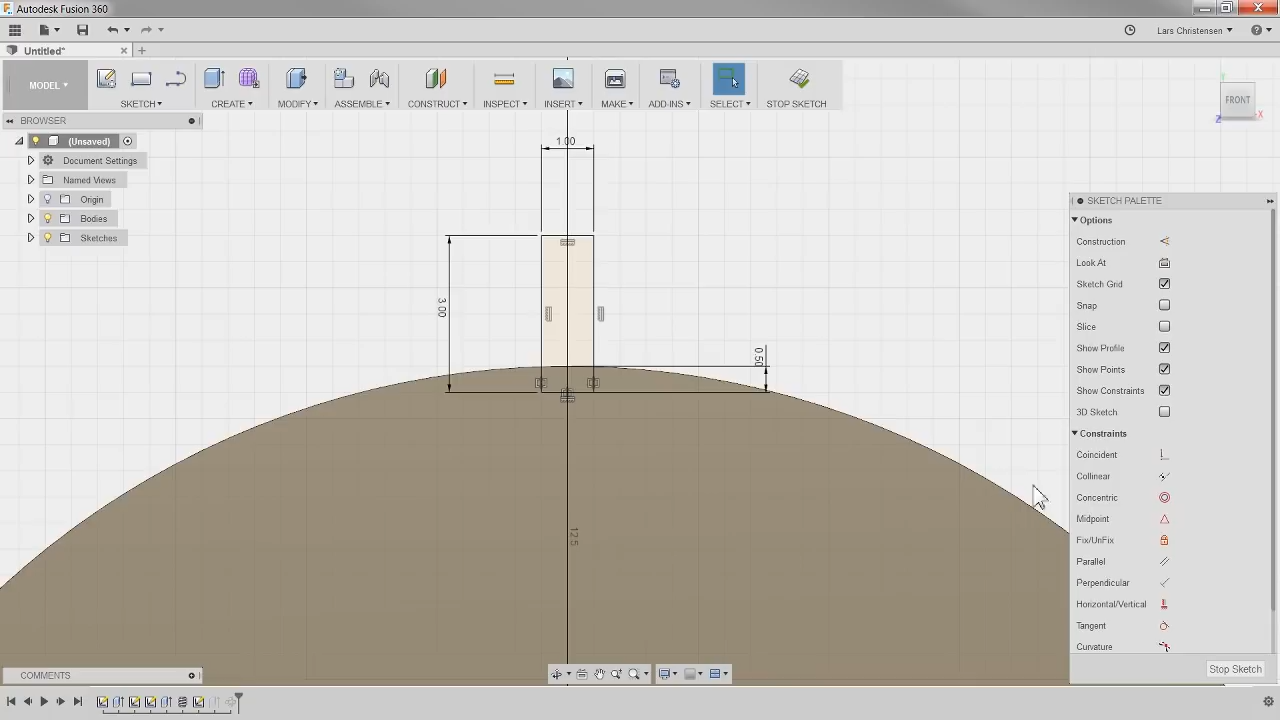 Autodesk Fusion 360
Lars Christensen
Untitled*
MODEL
SKETCH
CREATE
MODIFY
ASSEMBLE
CONSTRUCT
INSPECT
INSERT
MAKE
ADD-INS
SELECT
STOP SKETCH
BROWSER
(Unsaved)
Document Settings
Named Views
Origin
Bodies
Sketches
FRONT
Y
X
Z
1.00
3.00
0.50
12.5
SKETCH PALETTE
Options
Construction
Look At
Sketch Grid
Snap
Slice
Show Profile
Show Points
Show Constraints
3D Sketch
Constraints
Coincident
Collinear
Concentric
Midpoint
Fix/UnFix
Parallel
Perpendicular
Horizontal/Vertical
Tangent
Curvature
Stop Sketch
COMMENTS